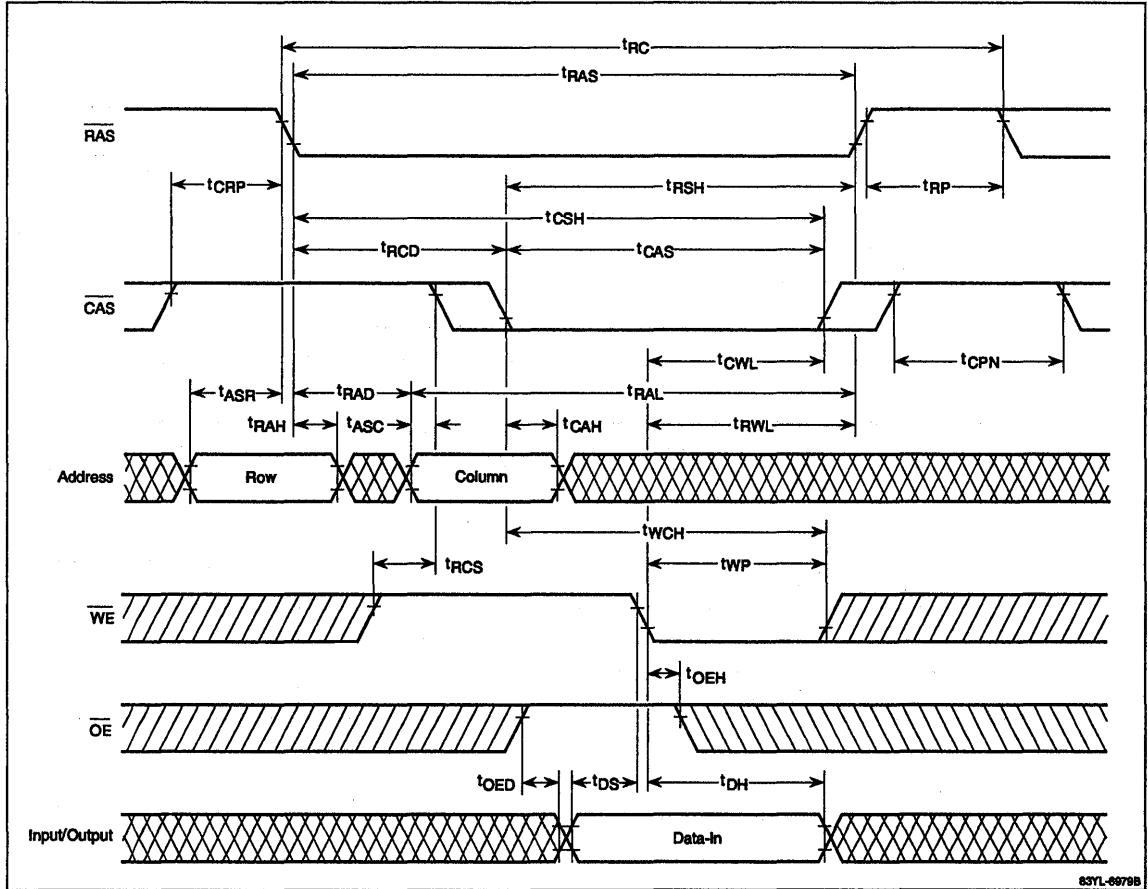 tRC
tRAS
RAS
tCRP
tRSH
tRP
tCSH
tRCD
tCAS
CAS
tCWL
tCPN
tASR
tRAD
tRAL
tRAH
tASC
tCAH
tRWL
Address
Row
Column
tWCH
tRCS
tWP
WE
tOEH
OE
tOED
tDS
tDH
Input/Output
Data-In
83YL-6979B